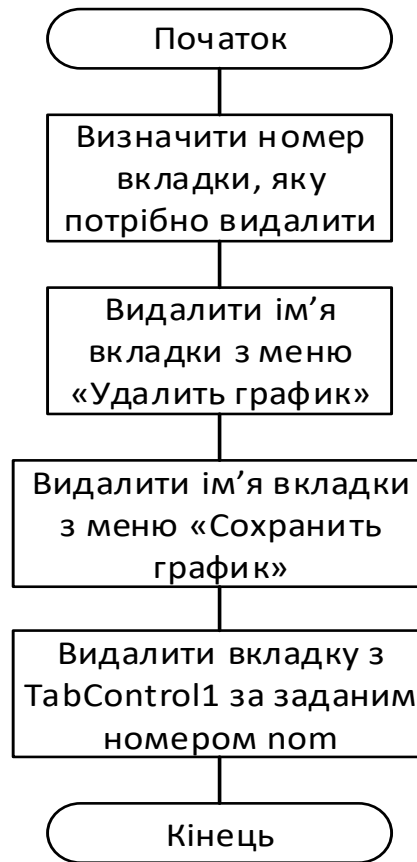 Початок
Визначити номер
вкладки, яку
потрібно видалити
Видалити ім’я
вкладки з меню
«Удалить график»
Видалити ім’я вкладки
з меню «Сохранить
график»
Видалити вкладку з
TabControl1 за заданим
номером nom
Кінець